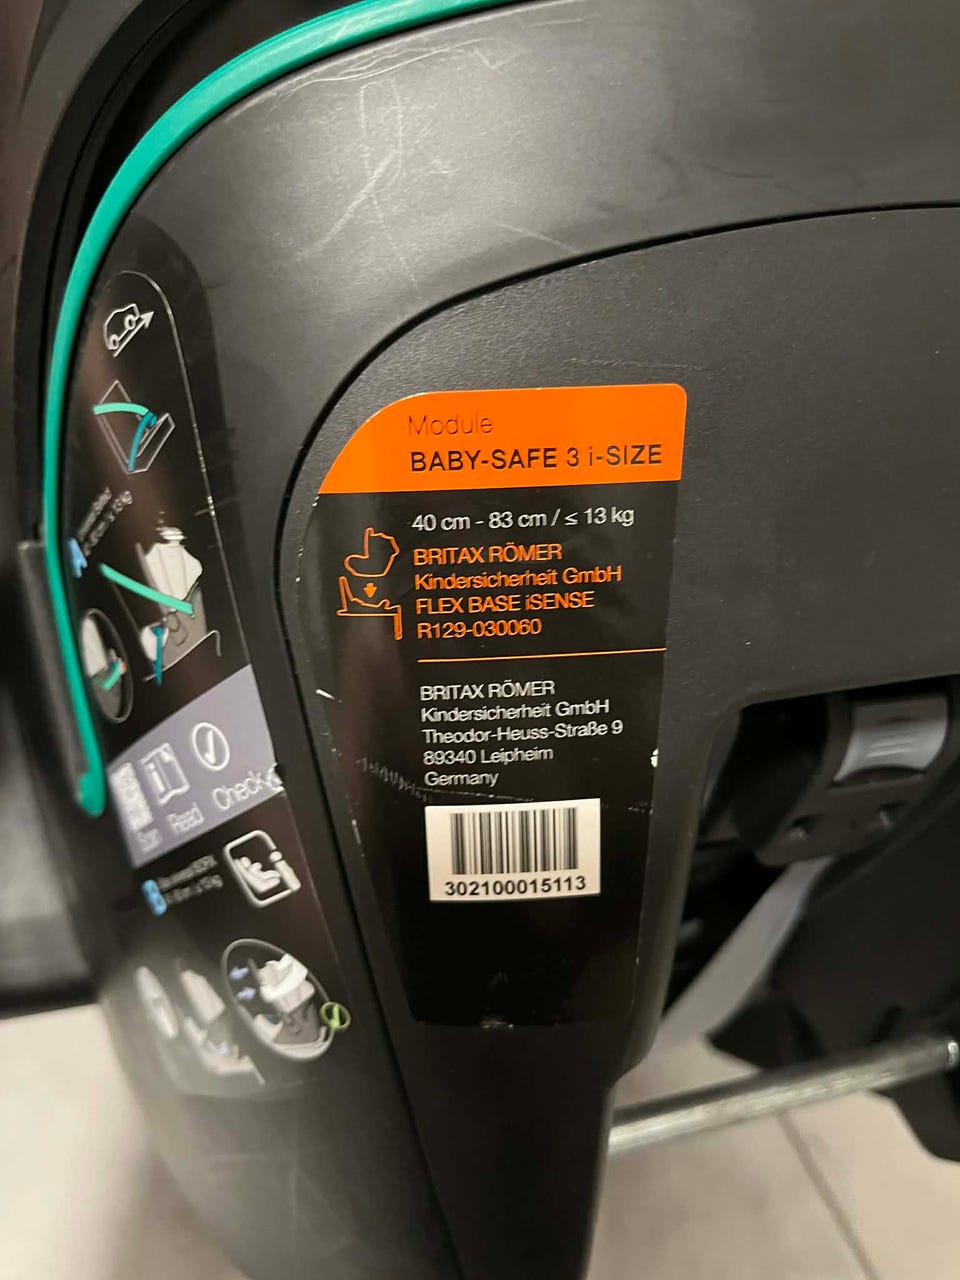 Module
BABY-SAFE 3 i-SIZE
40 cm - 83 cm / ≤ 13 kg
BRITAX RÖMER
Kindersicherheit GmbH
FLEX BASE iSENSE
R129-030060
BRITAX RÖMER
Kindersicherheit GmbH
Theodor-Heuss-Straße 9
89340 Leipheim
Germany
302100015113
A
Read
Check
B